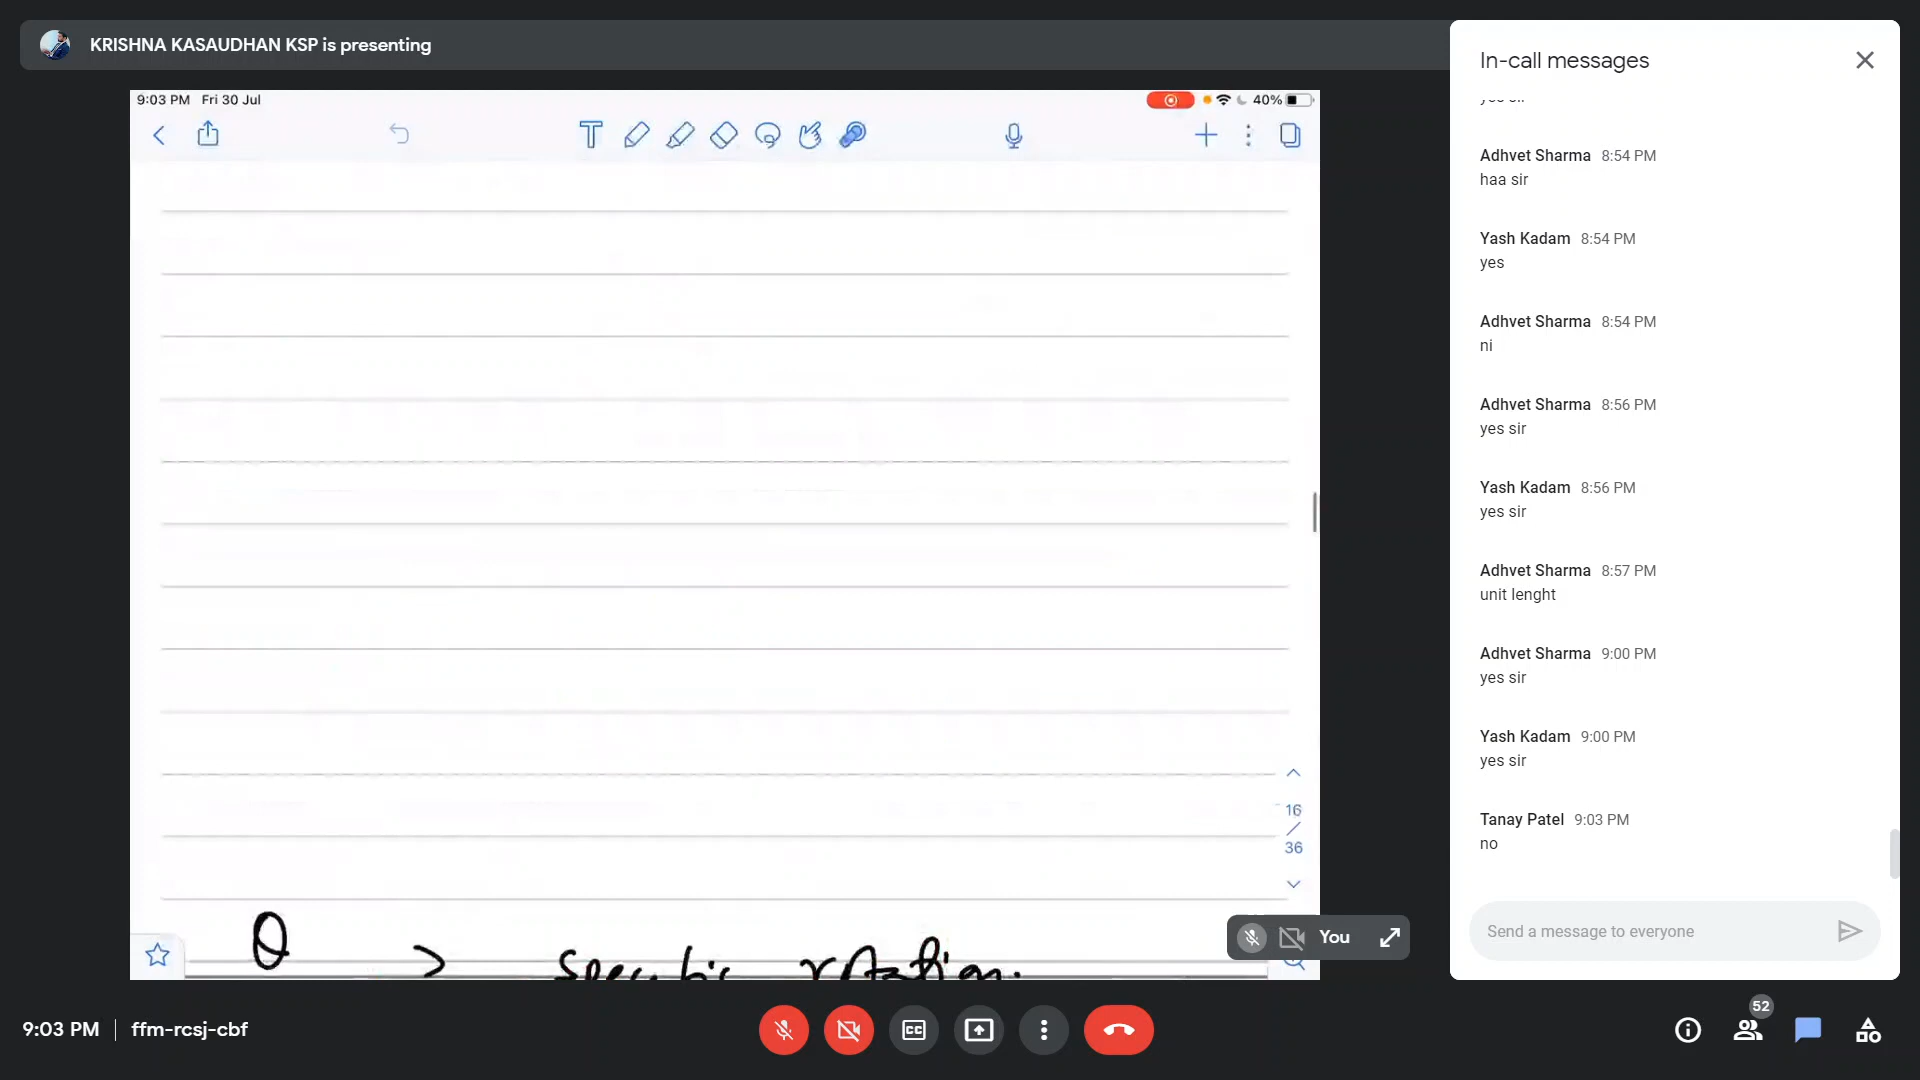 KRISHNA KASAUDHAN KSP is presenting
9:03 PM Fri 30 Jul
40%
T
16
36
θ > specific rotation.
You
In-call messages
yes sir
Adhvet Sharma 8:54 PM
haa sir
Yash Kadam 8:54 PM
yes
Adhvet Sharma 8:54 PM
ni
Adhvet Sharma 8:56 PM
yes sir
Yash Kadam 8:56 PM
yes sir
Adhvet Sharma 8:57 PM
unit lenght
Adhvet Sharma 9:00 PM
yes sir
Yash Kadam 9:00 PM
yes sir
Tanay Patel 9:03 PM
no
Send a message to everyone
9:03 PM | ffm-rcsj-cbf
CC
52